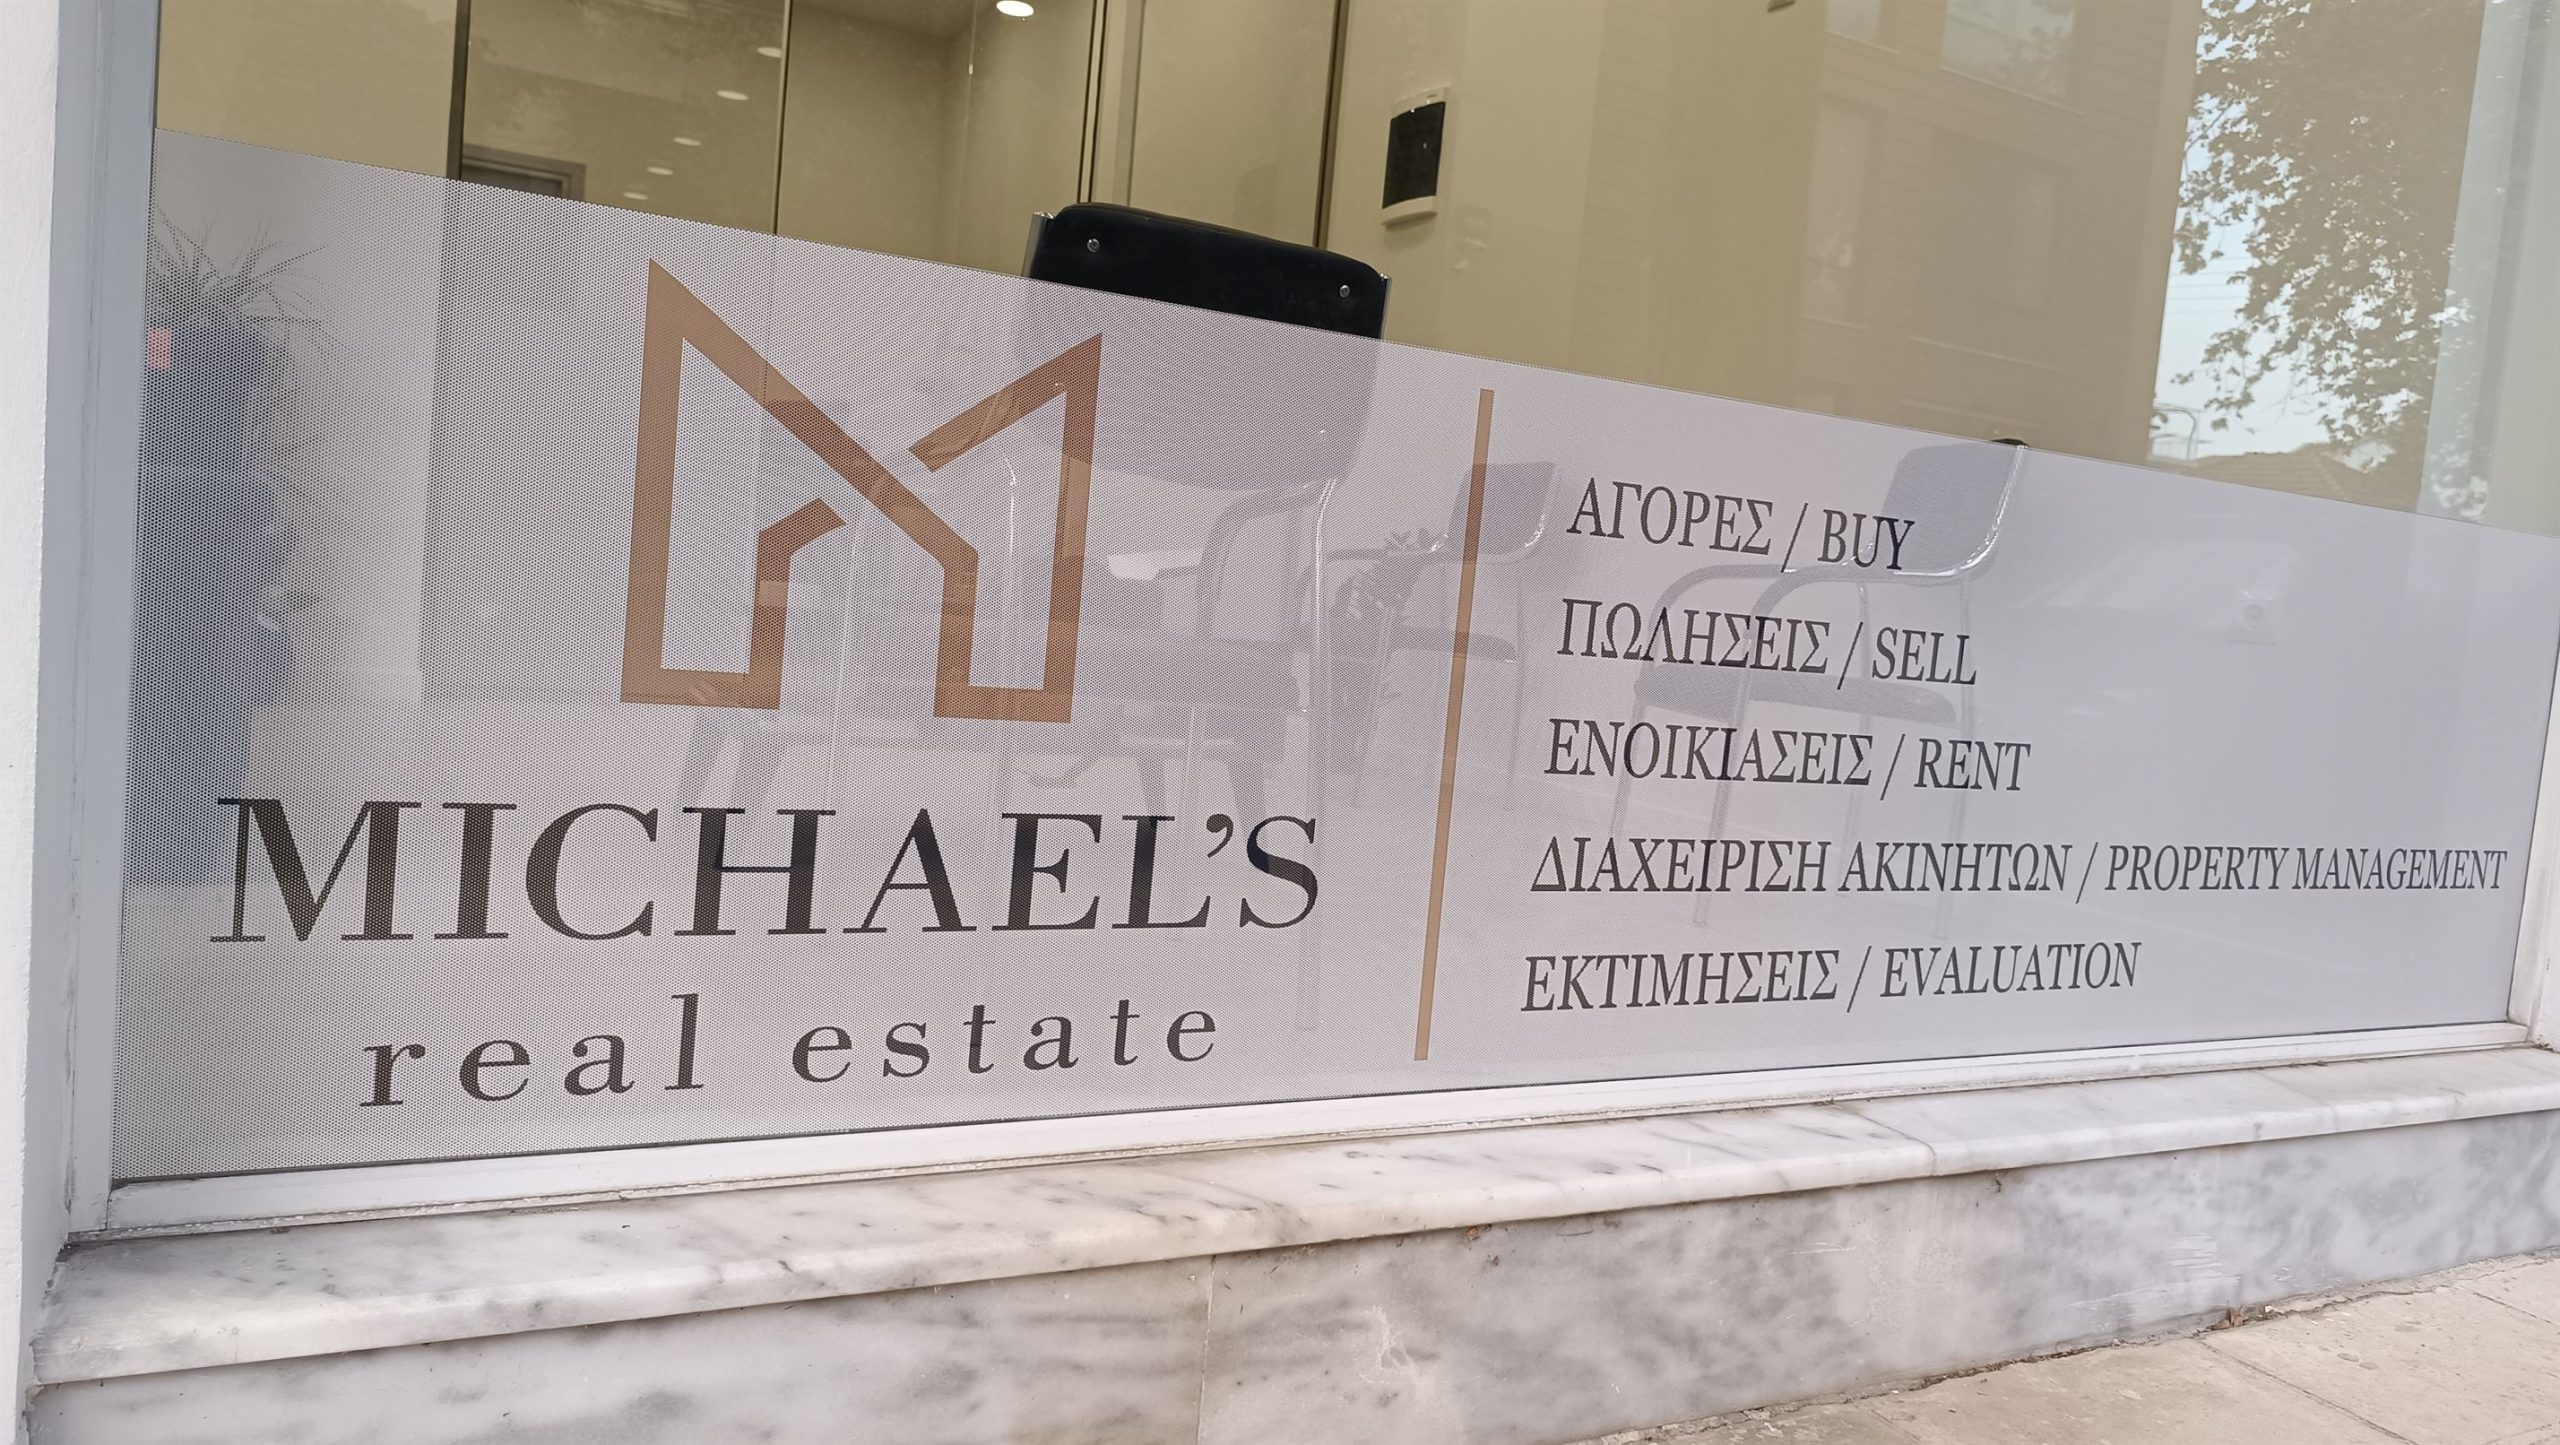 MICHAEL'S
real estate
ΑΓΟΡΕΣ / BUY
ΠΩΛΗΣΕΙΣ / SELL
ΕΝΟΙΚΙΑΣΕΙΣ / RENT
ΔΙΑΧΕΙΡΙΣΗ ΑΚΙΝΗΤΩΝ / PROPERTY MANAGEMENT
ΕΚΤΙΜΗΣΕΙΣ / EVALUATION